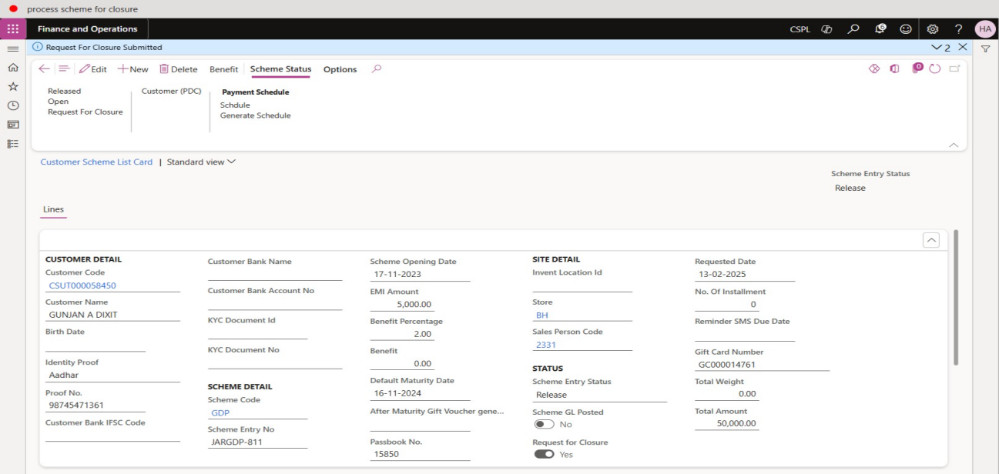 process scheme for closure
Finance and Operations
CSPL
6
?
HA
Request For Closure Submitted
2
Edit
New
Delete
Benefit
Scheme Status
Options
0
Released
Open
Request For Closure
Customer (PDC)
Payment Schedule
Schdule
Generate Schedule
Customer Scheme List Card | Standard view
Scheme Entry Status
Release
Lines
CUSTOMER DETAIL
Customer Code
CSUT000058450
Customer Name
GUNJAN A DIXIT
Birth Date
Identity Proof
Aadhar
Proof No.
98745471361
Customer Bank IFSC Code
Customer Bank Name
Customer Bank Account No
KYC Document Id
KYC Document No
SCHEME DETAIL
Scheme Code
GDP
Scheme Entry No
JARGDP-811
Scheme Opening Date
17-11-2023
EMI Amount
5,000.00
Benefit Percentage
2.00
Benefit
0.00
Default Maturity Date
16-11-2024
After Maturity Gift Voucher gene...
Passbook No.
15850
SITE DETAIL
Invent Location Id
Store
BH
Sales Person Code
2331
STATUS
Scheme Entry Status
Release
Scheme GL Posted
No
Request for Closure
Yes
Requested Date
13-02-2025
No. Of Installment
0
Reminder SMS Due Date
Gift Card Number
GC000014761
Total Weight
0.00
Total Amount
50,000.00